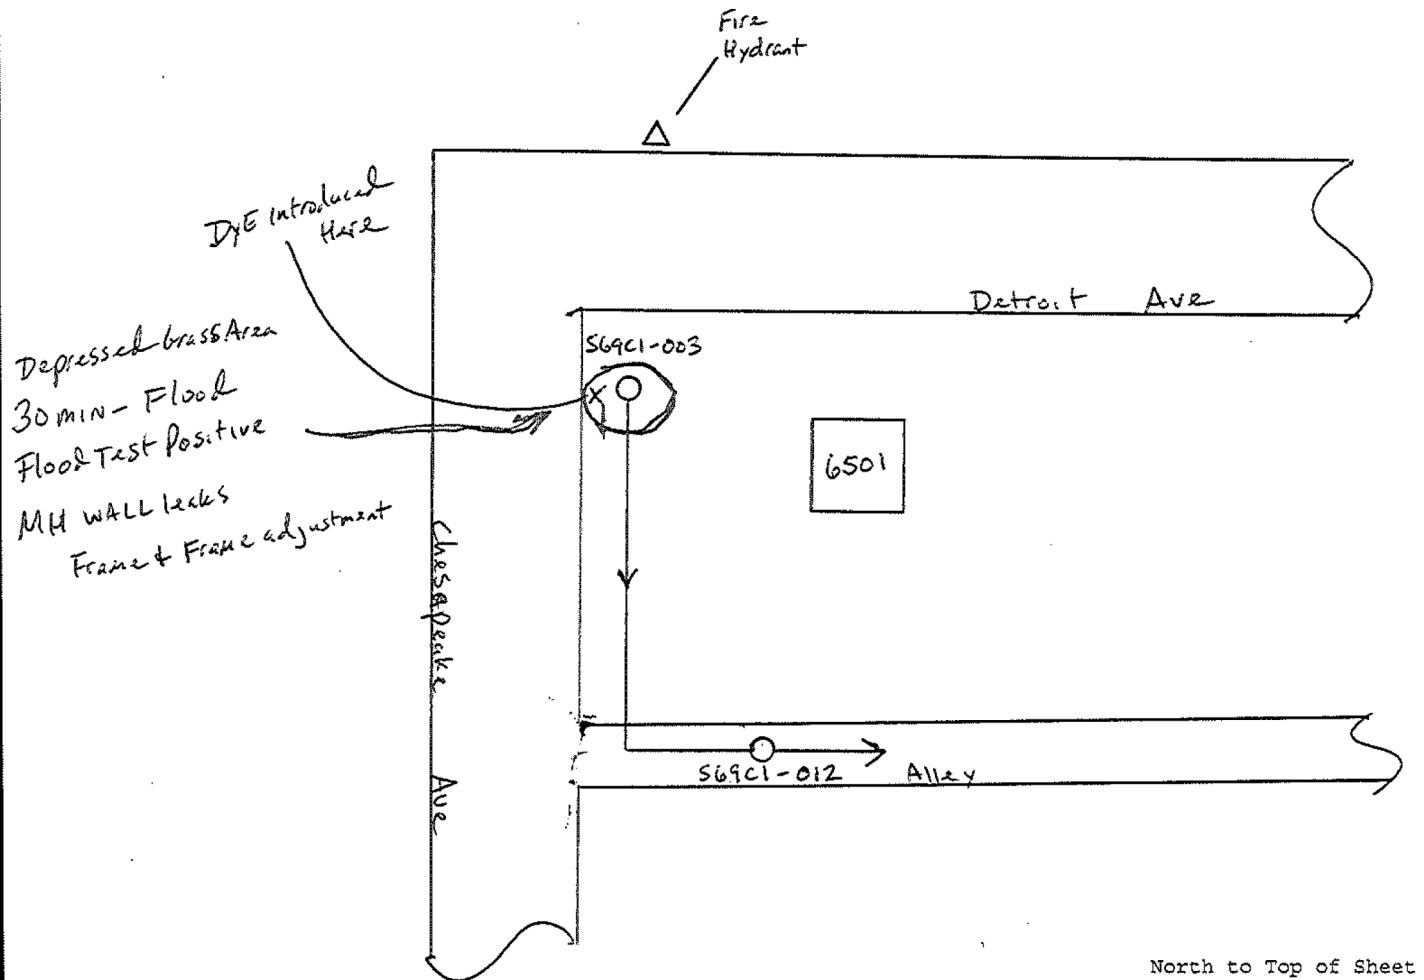 Fire
Hydrant
DyE introduced
Here
Detroit Ave
S69C1-003
Depressed Grass Area
30 MIN- Flood
Flood Test Positive
MH WALL leaks
Frame & Frame adjustment
6501
Chesapeake Ave
S69C1-012
Alley
North to Top of Sheet